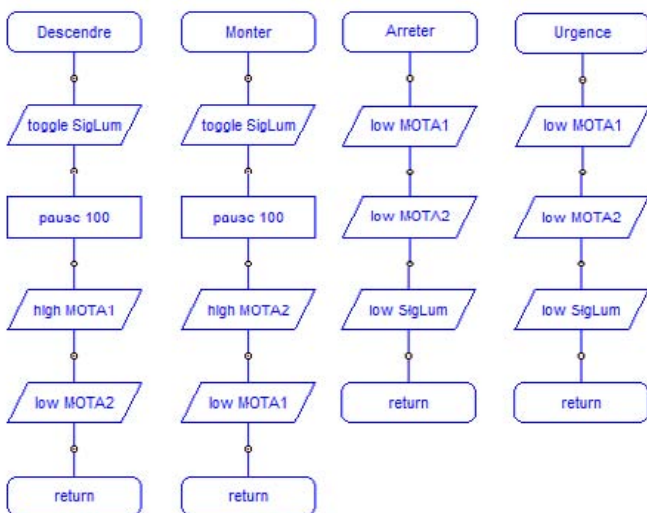 Descendre
toggle SigLum
pause 100
high MOTA1
low MOTA2
return
Monter
toggle SigLum
pause 100
high MOTA2
low MOTA1
return
Arreter
low MOTA1
low MOTA2
low SigLum
return
Urgence
low MOTA1
low MOTA2
low SigLum
return